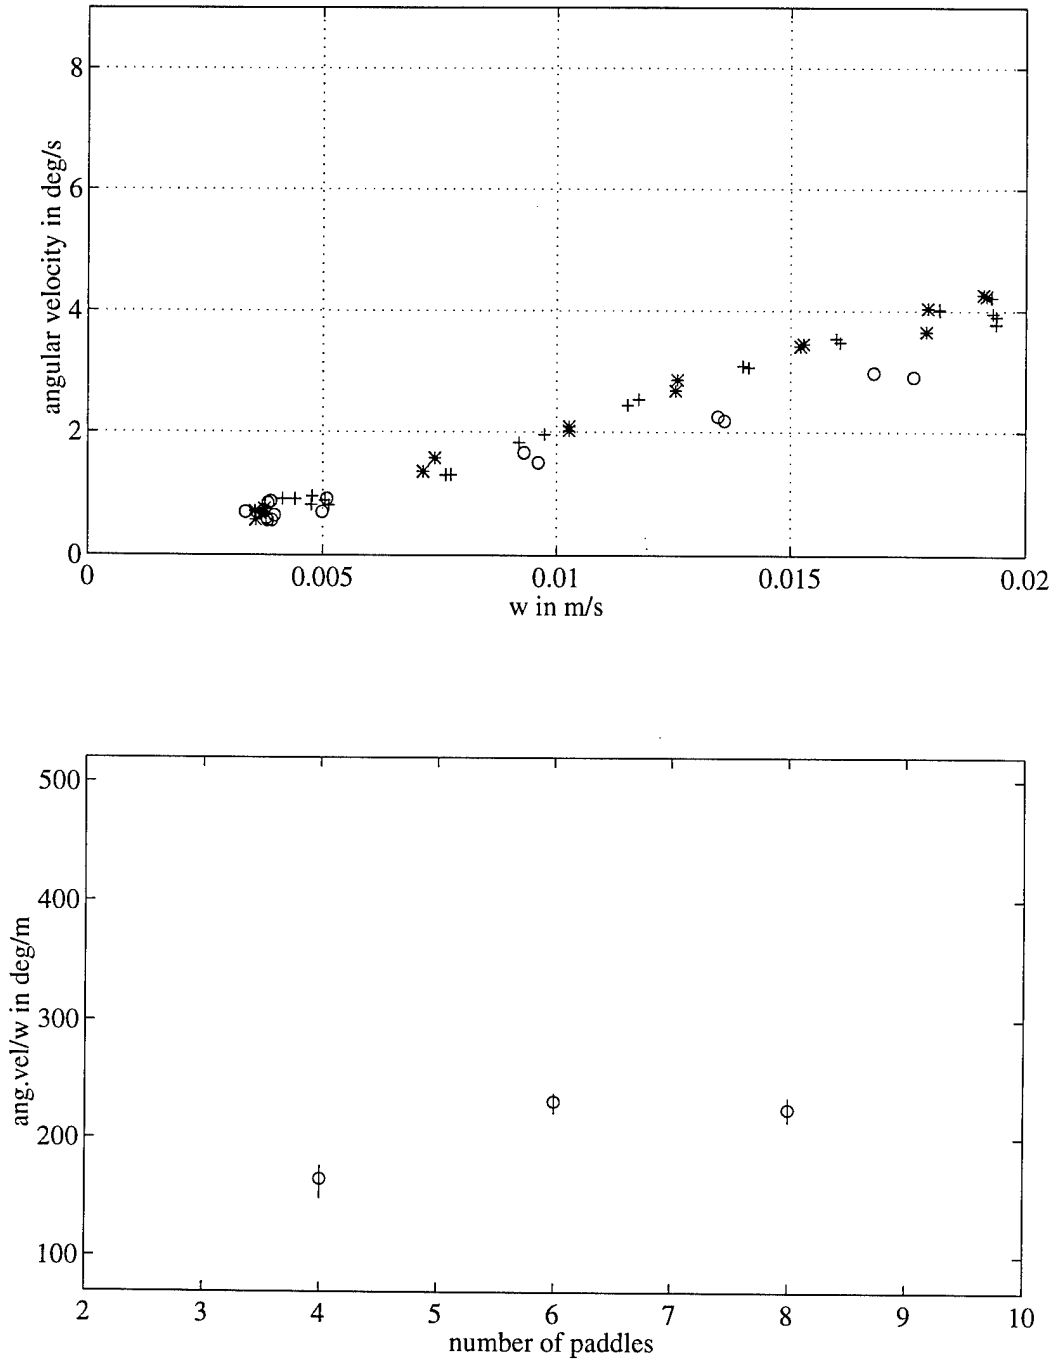 8
6
4
2
0
angular velocity in deg/s
0 0.005 0.01 0.015 0.02
w in m/s
500
400
300
200
100
ang.vel/w in deg/m
2 3 4 5 6 7 8 9 10
number of paddles